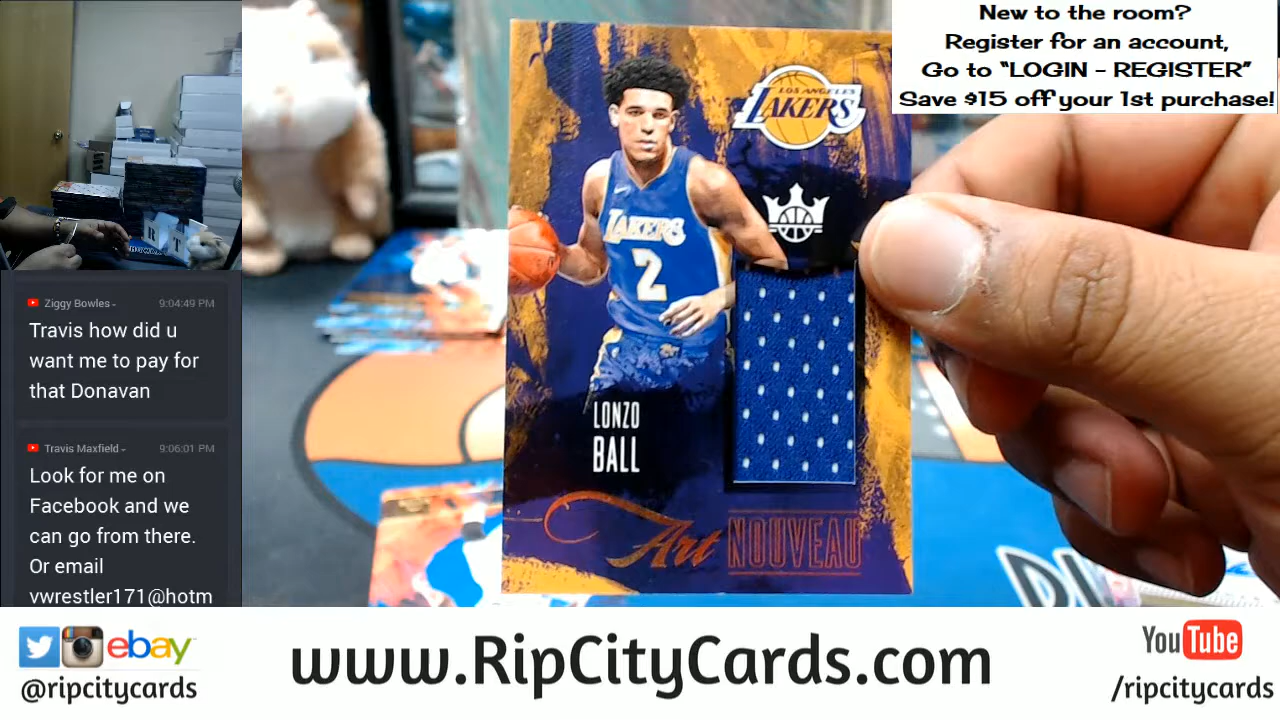 New to the room?
Register for an account,
Go to "LOGIN - REGISTER"
Save $15 off your 1st purchase!
LOS ANGELES
LAKERS
LAKERS
2
LONZO
BALL
Art NOUVEAU
Ziggy Bowles
9:04:49 PM
Travis how did u
want me to pay for
that Donavan
Travis Maxfield
9:06:01 PM
Look for me on
Facebook and we
can go from there.
Or email
vwrestler171@hotm
ebay
@ripcitycards
www.RipCityCards.com
YouTube
/ripcitycards